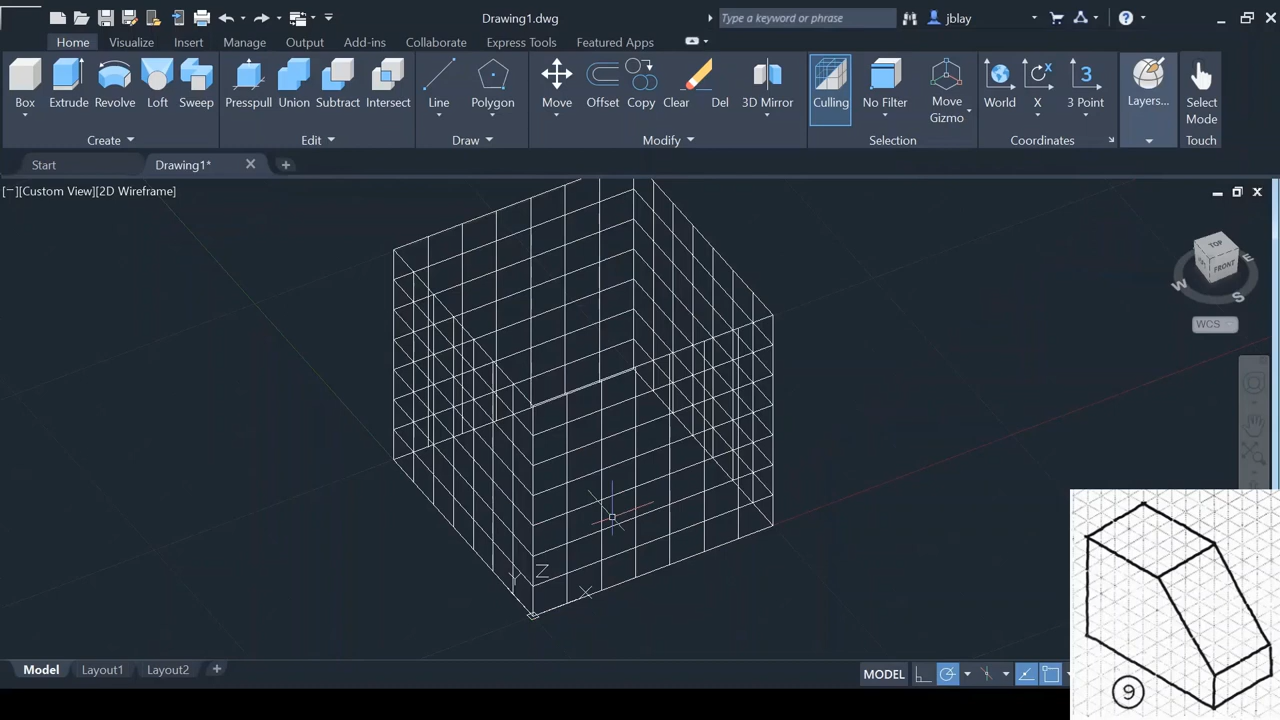 Drawing1.dwg
Type a keyword or phrase
jblay
Home Visualize Insert Manage Output Add-ins Collaborate Express Tools Featured Apps
Box Extrude Revolve Loft Sweep Presspull Union Subtract Intersect Line Polygon Move Offset Copy Clear Del 3D Mirror Culling No Filter Move Gizmo World X 3 Point Layers... Select Mode
3
Create Edit Draw Modify Selection Coordinates Touch
Start Drawing1*
[−][Custom View][2D Wireframe]
TOP
FRONT
W E
S
WCS
Y Z
X
9
Model Layout1 Layout2
MODEL